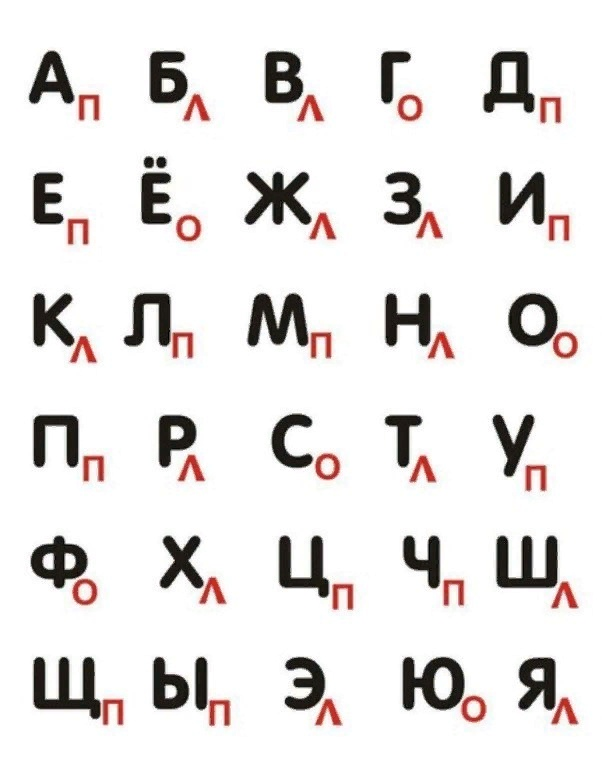 Ап Бл Вл Го Дп
Еп Ёо Жл Зл Ип
Кл Лп Мп Нл Оо
Пп Рл Со Тл Уп
Фо Хл Цп Чп Шл
Щп Ып Эл Юо Ял